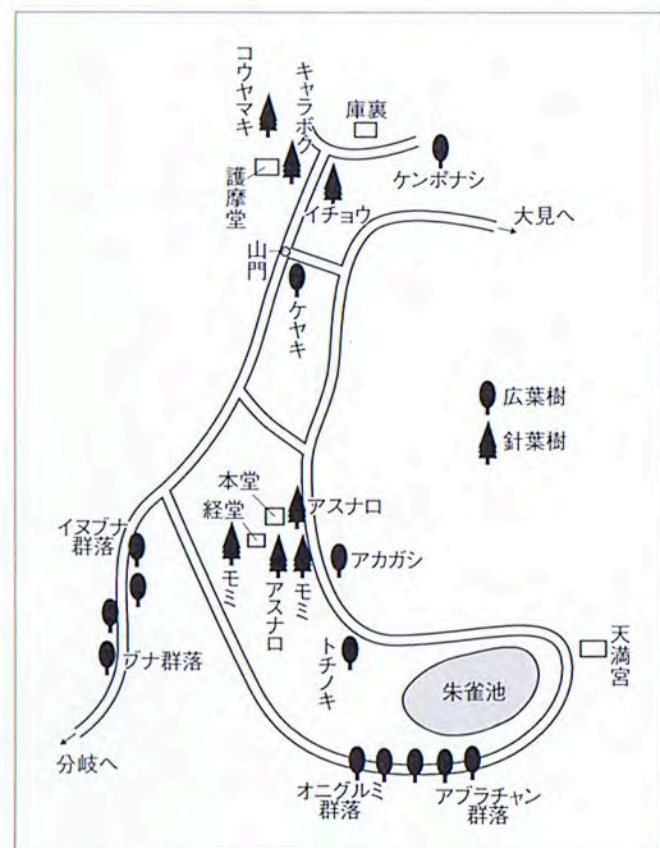 コウヤマキ
キャラボク
庫裏
ケンポナシ
護摩堂
イチョウ
大見へ
山門
ケヤキ
広葉樹
針葉樹
本堂
アスナロ
経堂
イヌブナ
群落
モミ
アスナロ
モミ
アカガシ
ブナ群落
トチノキ
天満宮
朱雀池
分岐へ
オニグルミ
群落
アブラチャン
群落